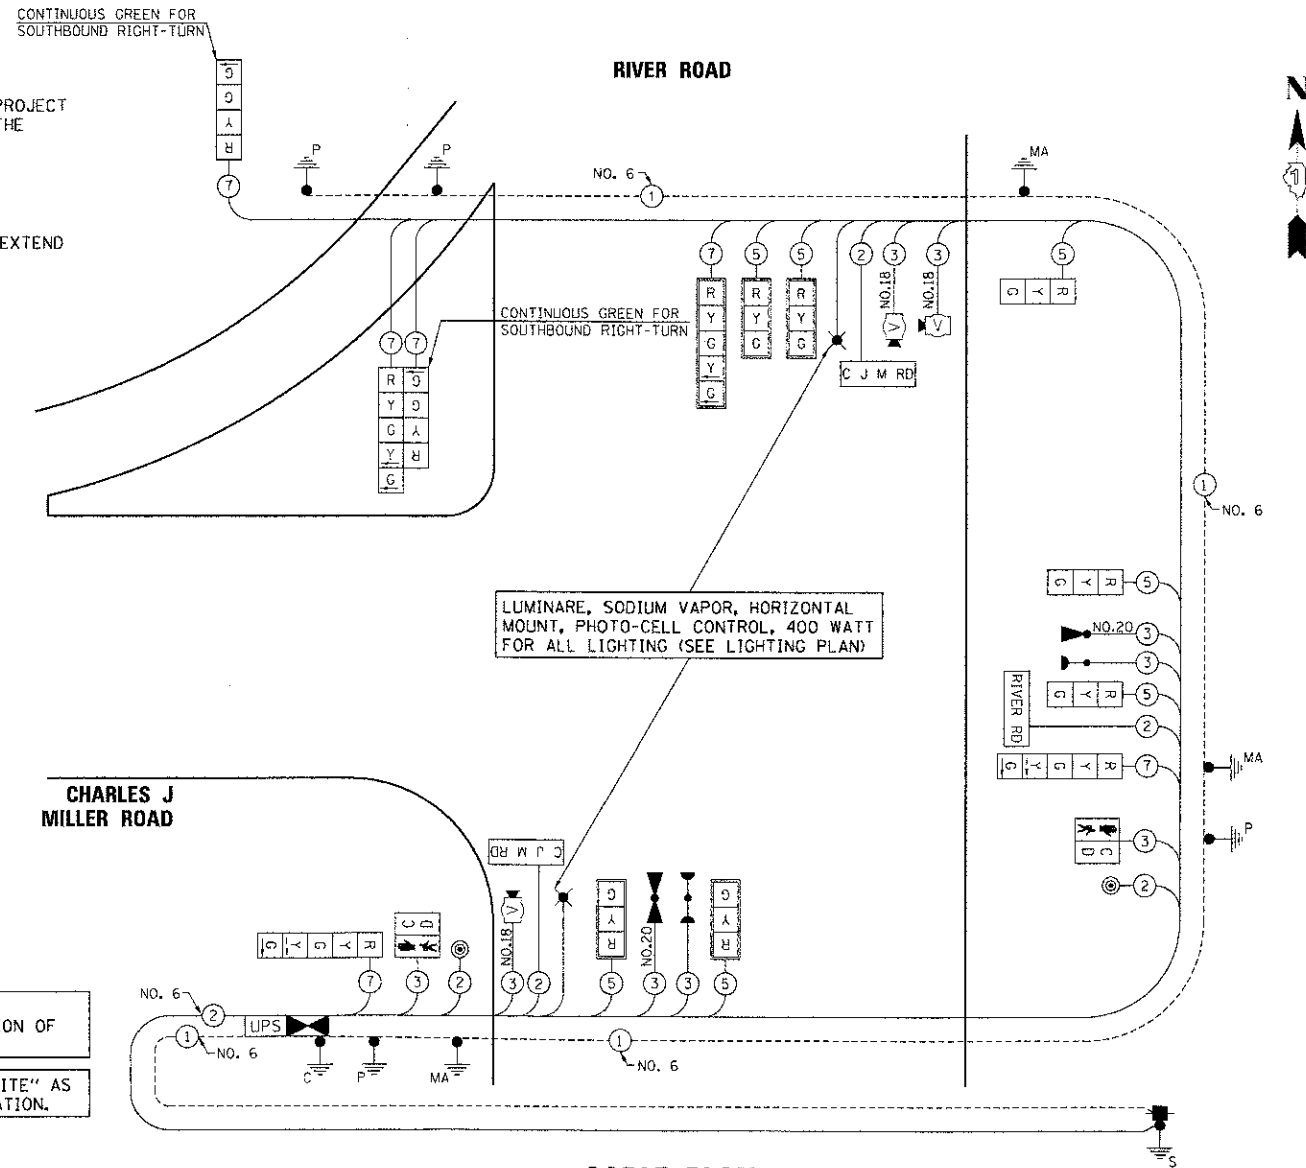 CONTINUOUS GREEN FOR
SOUTHBOUND RIGHT-TURN
RIVER ROAD
N
PROJECT
THE
EXTEND
G
G
Y
R
7
P
P
NO. 6
1
MA
7
5
5
2
3
3
5
NO.18
NO.18
R
Y
G
Y
G
R
Y
G
R
Y
G
V
V
C J M RD
G Y R
CONTINUOUS GREEN FOR
SOUTHBOUND RIGHT-TURN
7
7
R
Y
G
Y
G
G
G
Y
R
1
NO. 6
LUMINARE, SODIUM VAPOR, HORIZONTAL
MOUNT, PHOTO-CELL CONTROL, 400 WATT
FOR ALL LIGHTING (SEE LIGHTING PLAN)
G Y R
5
NO.20
3
3
G Y R
5
RIVER RD
2
G Y G Y R
7
MA
P
C
D
3
2
CHARLES J
MILLER ROAD
C J M RD
G Y G Y R
7
C D
3
2
V
NO.18
3
2
G
Y
R
5
NO.20
3
3
G
Y
R
5
NO. 6
2
UPS
1
NO. 6
C
P
MA
1
NO. 6
ION OF
ITE" AS
ATION.
S